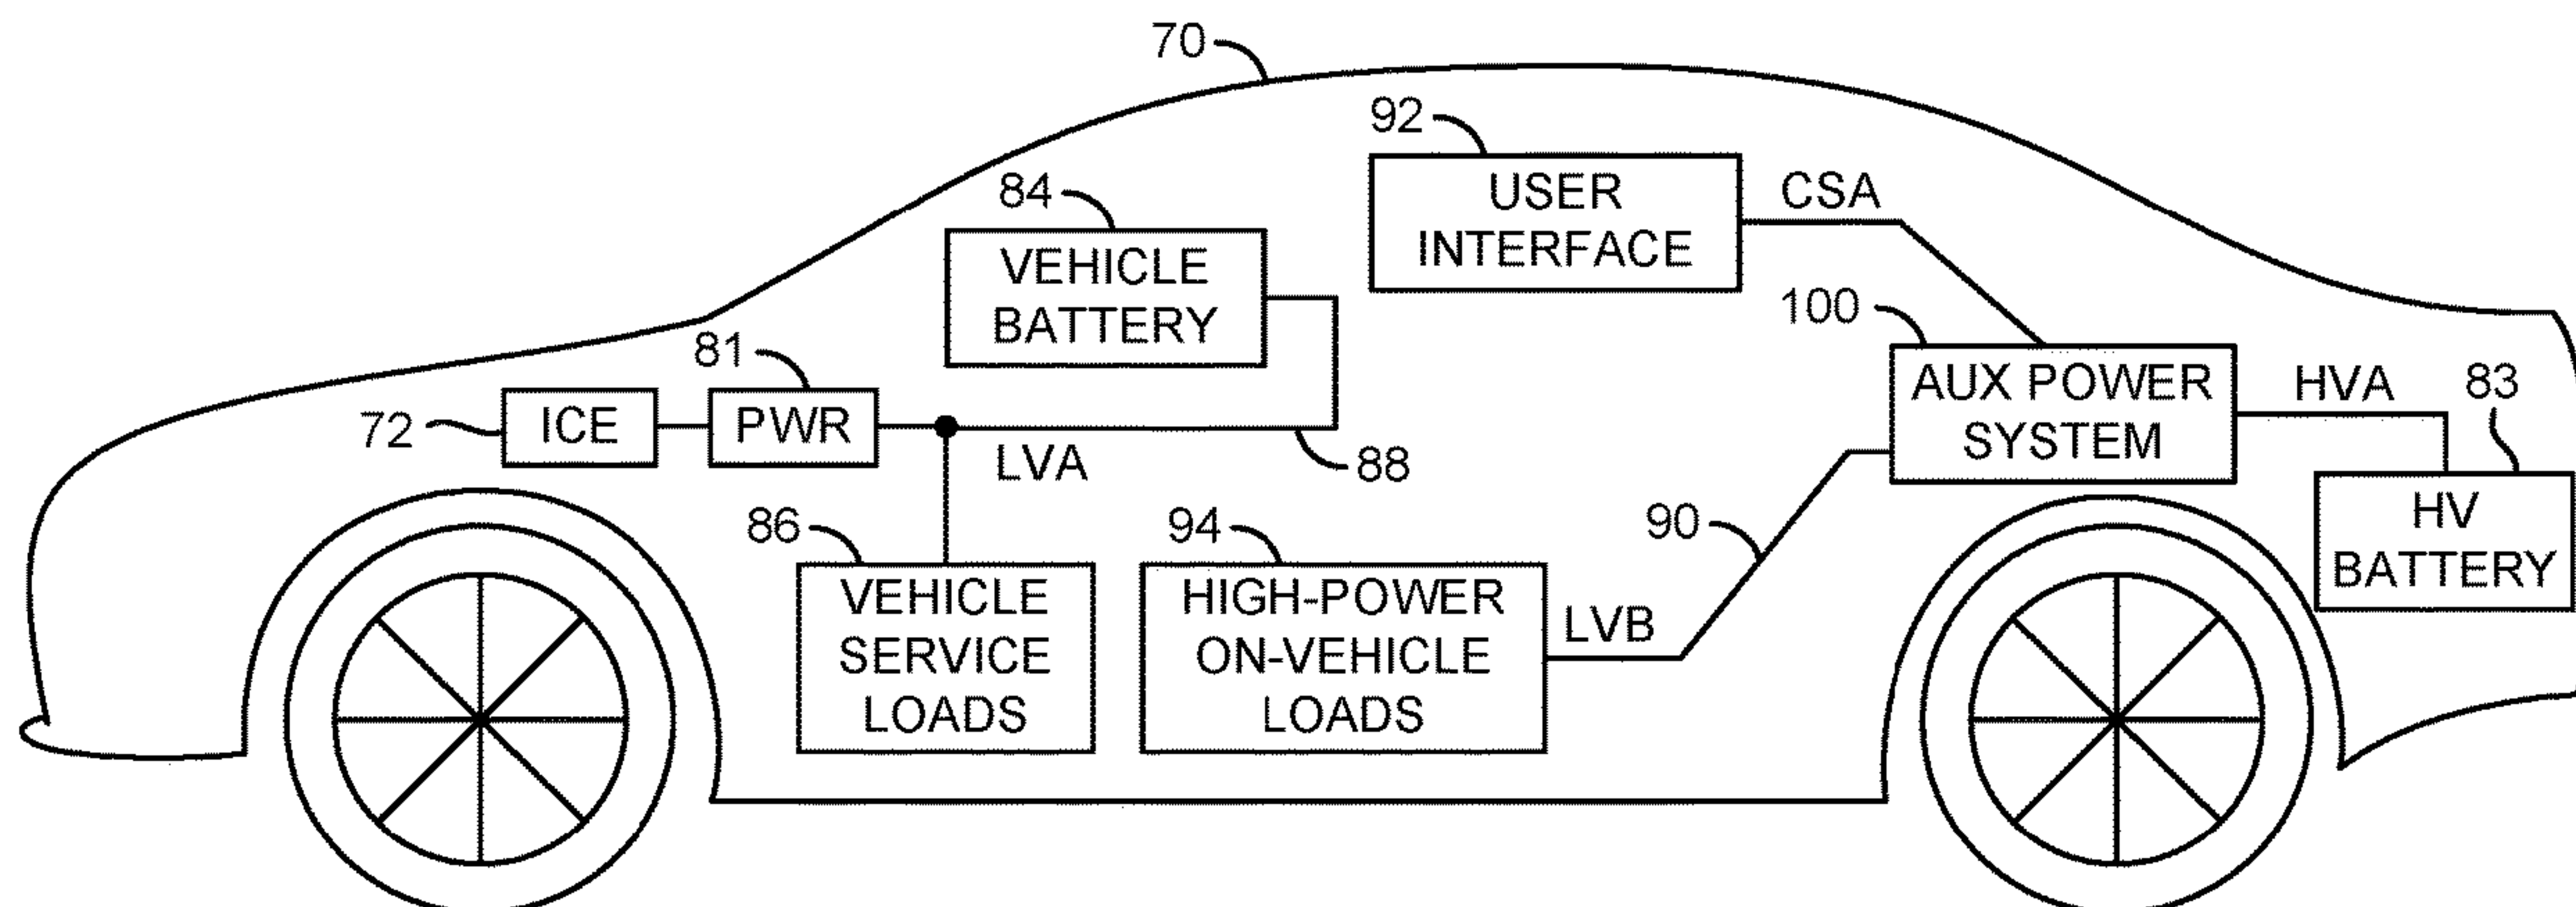 70
92
USER
INTERFACE
CSA
84
VEHICLE
BATTERY
100
AUX POWER
SYSTEM
HVA
83
HV
BATTERY
81
72
ICE
PWR
LVA
88
86
VEHICLE
SERVICE
LOADS
94
HIGH-POWER
ON-VEHICLE
LOADS
LVB
90